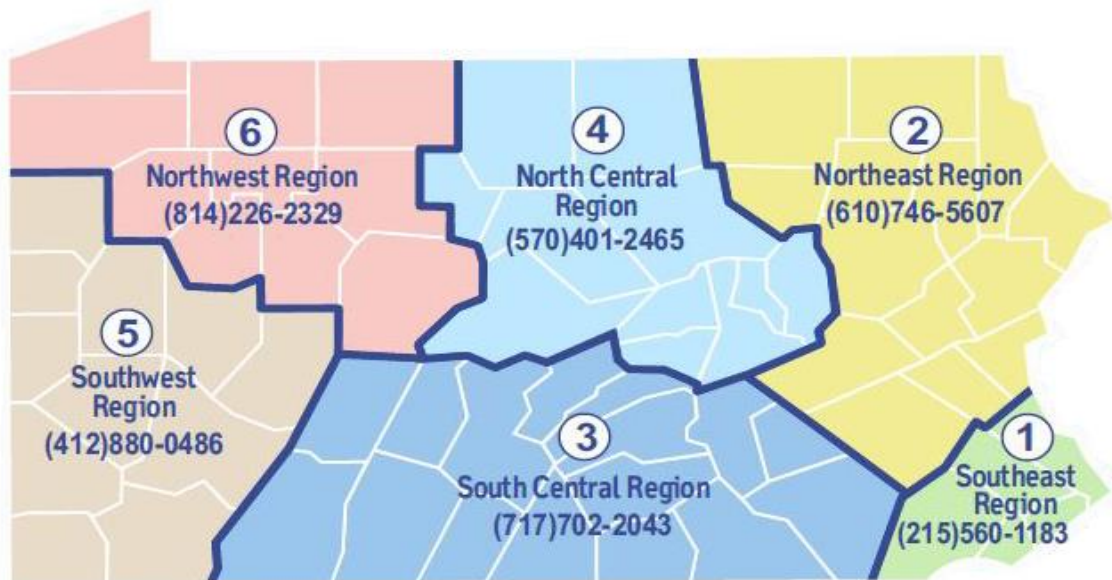 6
Northwest Region
(814)226-2329
4
North Central
Region
(570)401-2465
2
Northeast Region
(610)746-5607
5
Southwest
Region
(412)880-0486
3
South Central Region
(717)702-2043
1
Southeast
Region
(215)560-1183